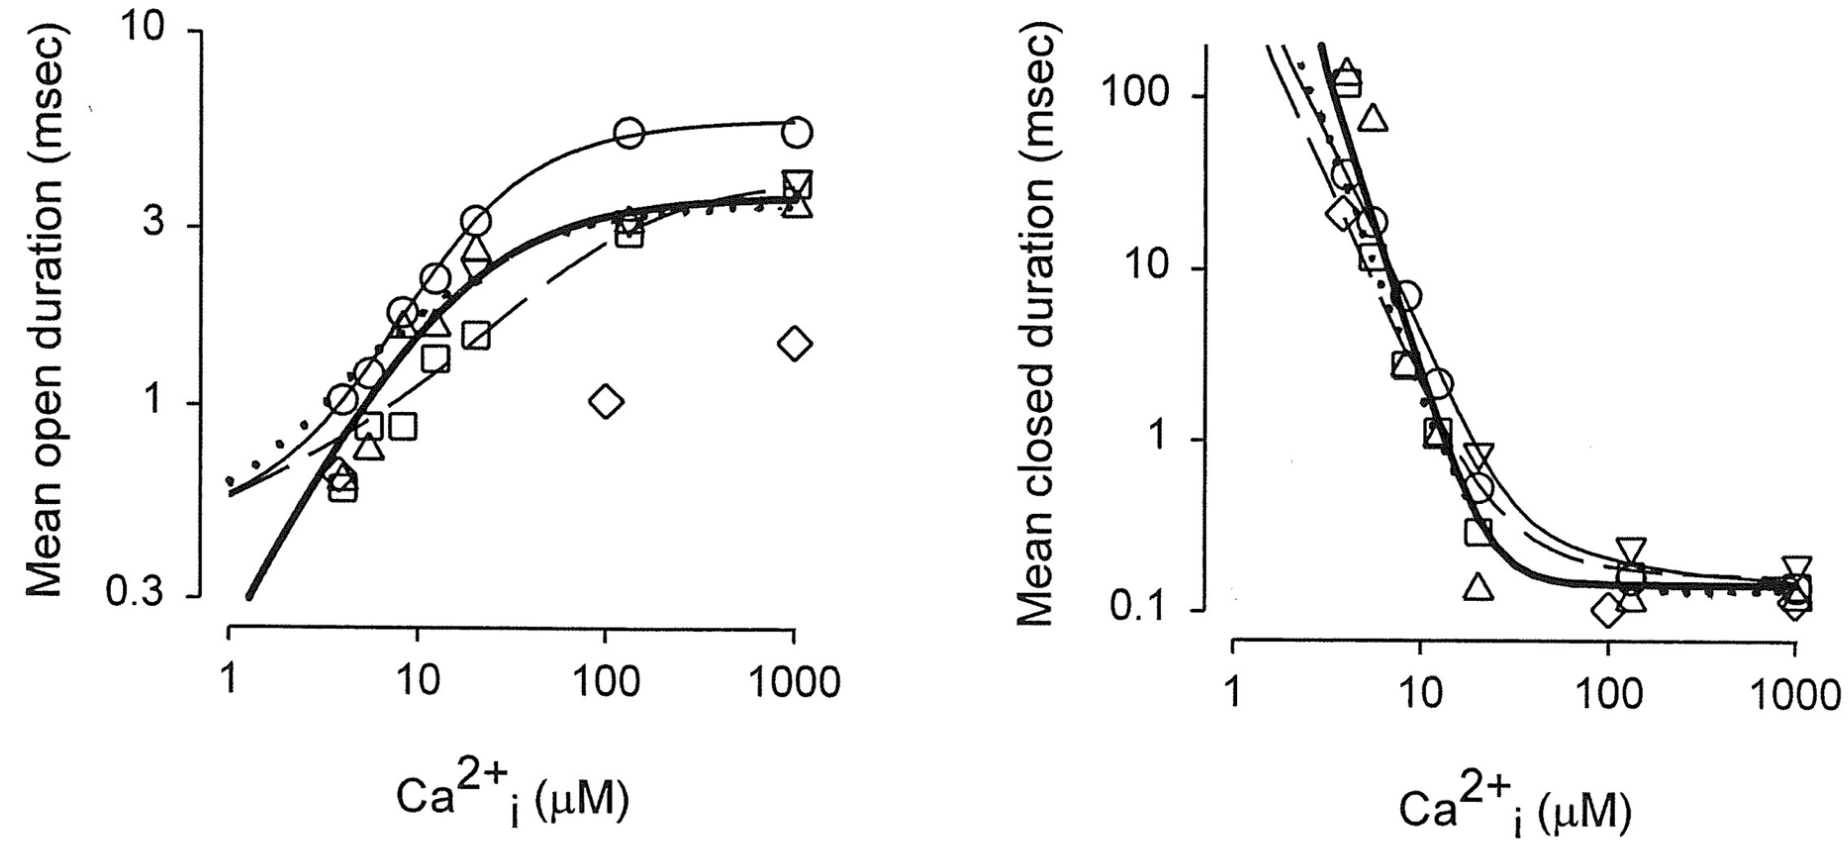 Mean open duration (msec)
10
3
1
0.3
1 10 100 1000
Ca2+i (μM)
Mean closed duration (msec)
100
10
1
0.1
1 10 100 1000
Ca2+i (μM)